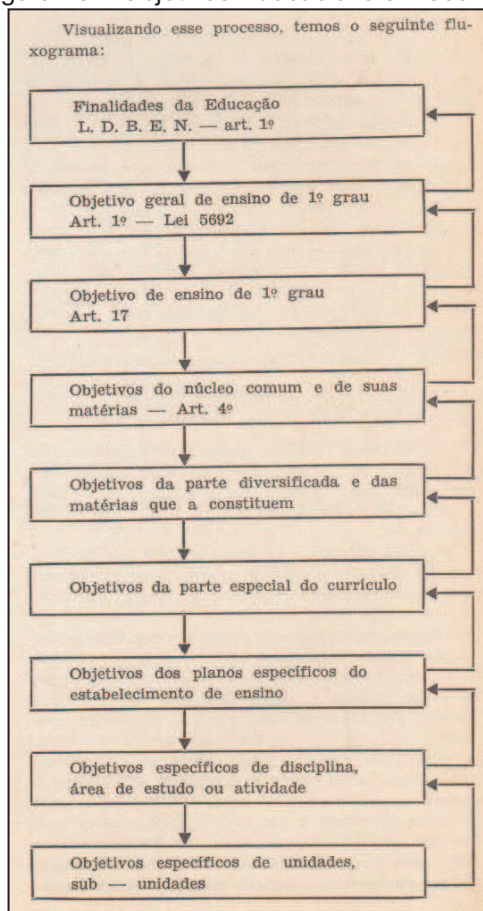 Visualizando esse processo, temos o seguinte flu-
xograma:
Finalidades da Educação
L. D. B. E. N. — art. 1º
Objetivo geral de ensino de 1º grau
Art. 1º — Lei 5692
Objetivo de ensino de 1º grau
Art. 17
Objetivos do núcleo comum e de suas
matérias — Art. 4º
Objetivos da parte diversificada e das
matérias que a constituem
Objetivos da parte especial do currículo
Objetivos dos planos específicos do
estabelecimento de ensino
Objetivos específicos de disciplina,
área de estudo ou atividade
Objetivos específicos de unidades,
sub — unidades